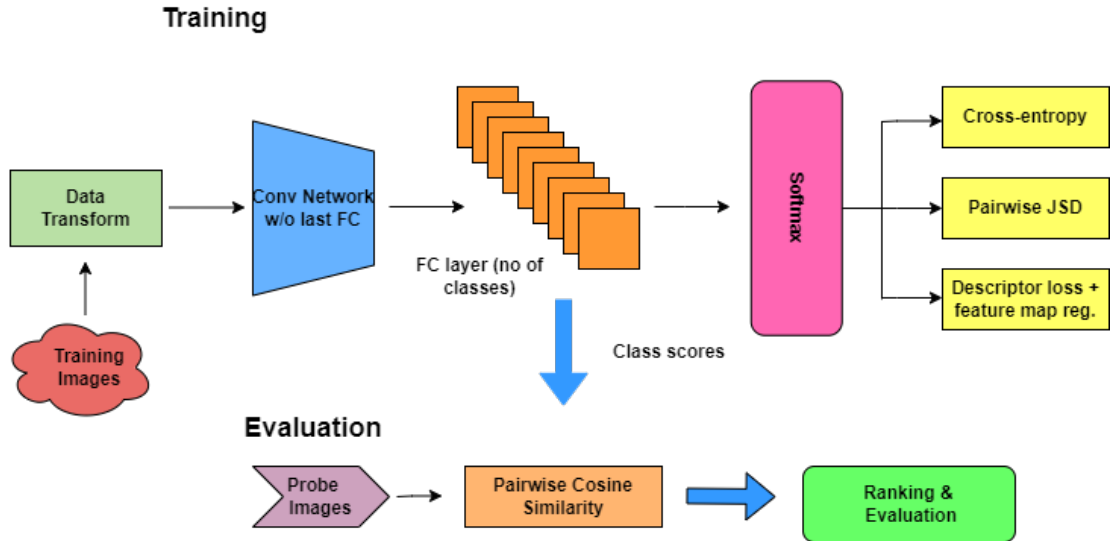 Training
Data
Transform
Training
Images
Conv Network
w/o last FC
FC layer (no of
classes)
Softmax
Cross-entropy
Pairwise JSD
Descriptor loss +
feature map reg.
Class scores
Evaluation
Probe
Images
Pairwise Cosine
Similarity
Ranking &
Evaluation